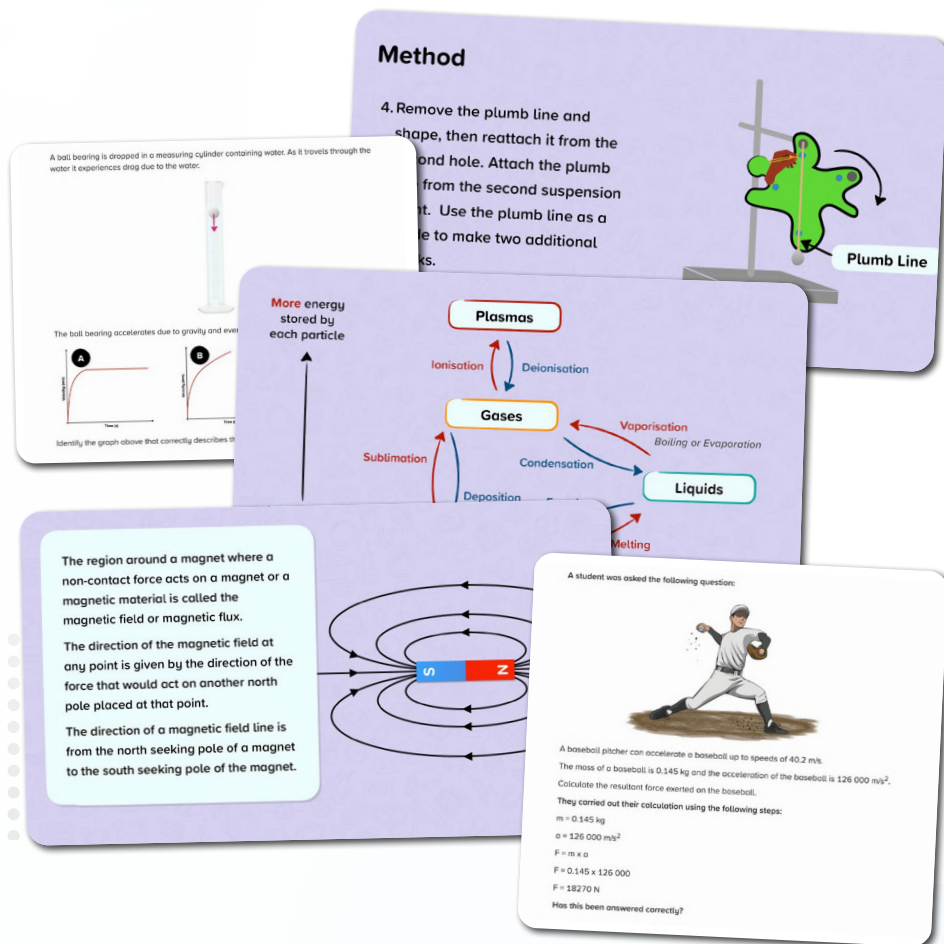 Method
4. Remove the plumb line and
shape, then reattach it from the
ond hole. Attach the plumb
from the second suspension
t. Use the plumb line as a
e to make two additional
ks.
Plumb Line
A ball bearing is dropped in a measuring cylinder containing water. As it travels through the
water it experiences drag due to the water.
The ball bearing accelerates due to gravity and
A
B
Velocity (m/s)
Time (s)
Identify the graph above that correctly describes
More energy
stored by
each particle
Plasmas
Ionisation
Deionisation
Gases
Vaporisation
Boiling or Evaporation
Sublimation
Condensation
Liquids
Deposition
Melting
The region around a magnet where a
non-contact force acts on a magnet or a
magnetic material is called the
magnetic field or magnetic flux.
The direction of the magnetic field at
any point is given by the direction of the
force that would act on another north
pole placed at that point.
The direction of a magnetic field line is
from the north seeking pole of a magnet
to the south seeking pole of the magnet.
S N
A student was asked the following question:
A baseball pitcher can accelerate a baseball up to speeds of 40.2 m/s.
The mass of a baseball is 0.145 kg and the acceleration of the baseball is 126 000 m/s².
Calculate the resultant force exerted on the baseball.
They carried out their calculation using the following steps:
m = 0.145 kg
a = 126 000 m/s²
F = m x a
F = 0.145 x 126 000
F = 18270 N
Has this been answered correctly?